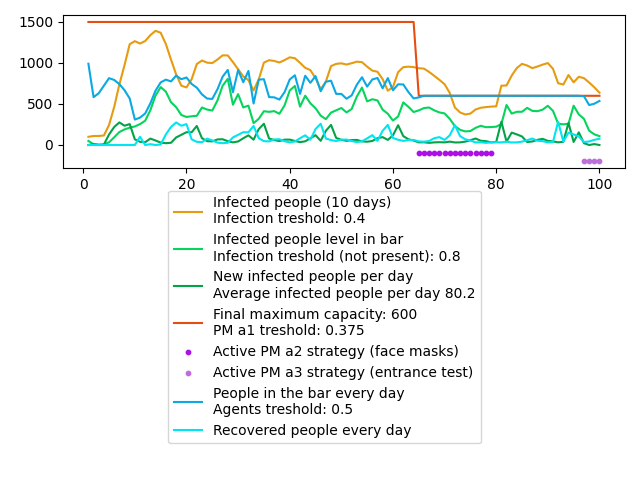 1500
1000
500
0
0 20 40 60 80 100
Infected people (10 days)
Infection treshold: 0.4
Infected people level in bar
Infection treshold (not present): 0.8
New infected people per day
Average infected people per day 80.2
Final maximum capacity: 600
PM a1 treshold: 0.375
Active PM a2 strategy (face masks)
Active PM a3 strategy (entrance test)
People in the bar every day
Agents treshold: 0.5
Recovered people every day